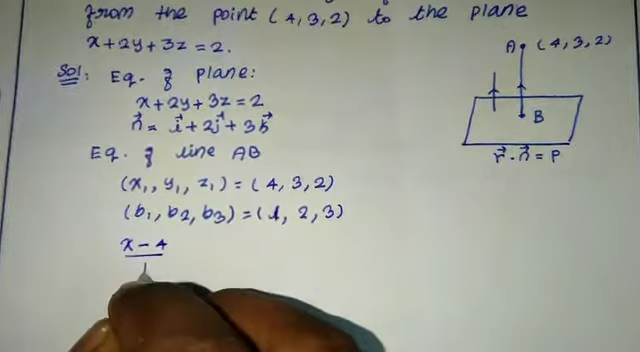 from the point (4, 3, 2) to the plane
x+2y+3z = 2.
Sol: Eq. of plane:
x+2y+3z = 2
n⃗ = i⃗ + 2j⃗ + 3k⃗
Eq. of line AB
(x₁, y₁, z₁) = (4, 3, 2)
(b₁, b₂, b₃) = (1, 2, 3)
x-4
1
A (4, 3, 2)
B
r⃗ . n⃗ = P